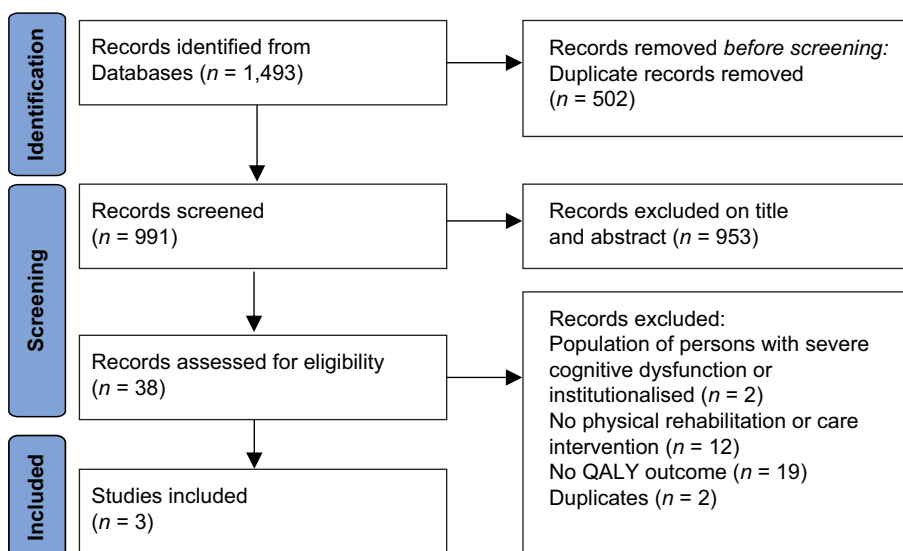 Identification
Records identified from
Databases (n = 1,493)
Records removed before screening:
Duplicate records removed
(n = 502)
Screening
Records screened
(n = 991)
Records excluded on title
and abstract (n = 953)
Records assessed for eligibility
(n = 38)
Records excluded:
Population of persons with severe
cognitive dysfunction or
institutionalised (n = 2)
No physical rehabilitation or care
intervention (n = 12)
No QALY outcome (n = 19)
Duplicates (n = 2)
Included
Studies included
(n = 3)